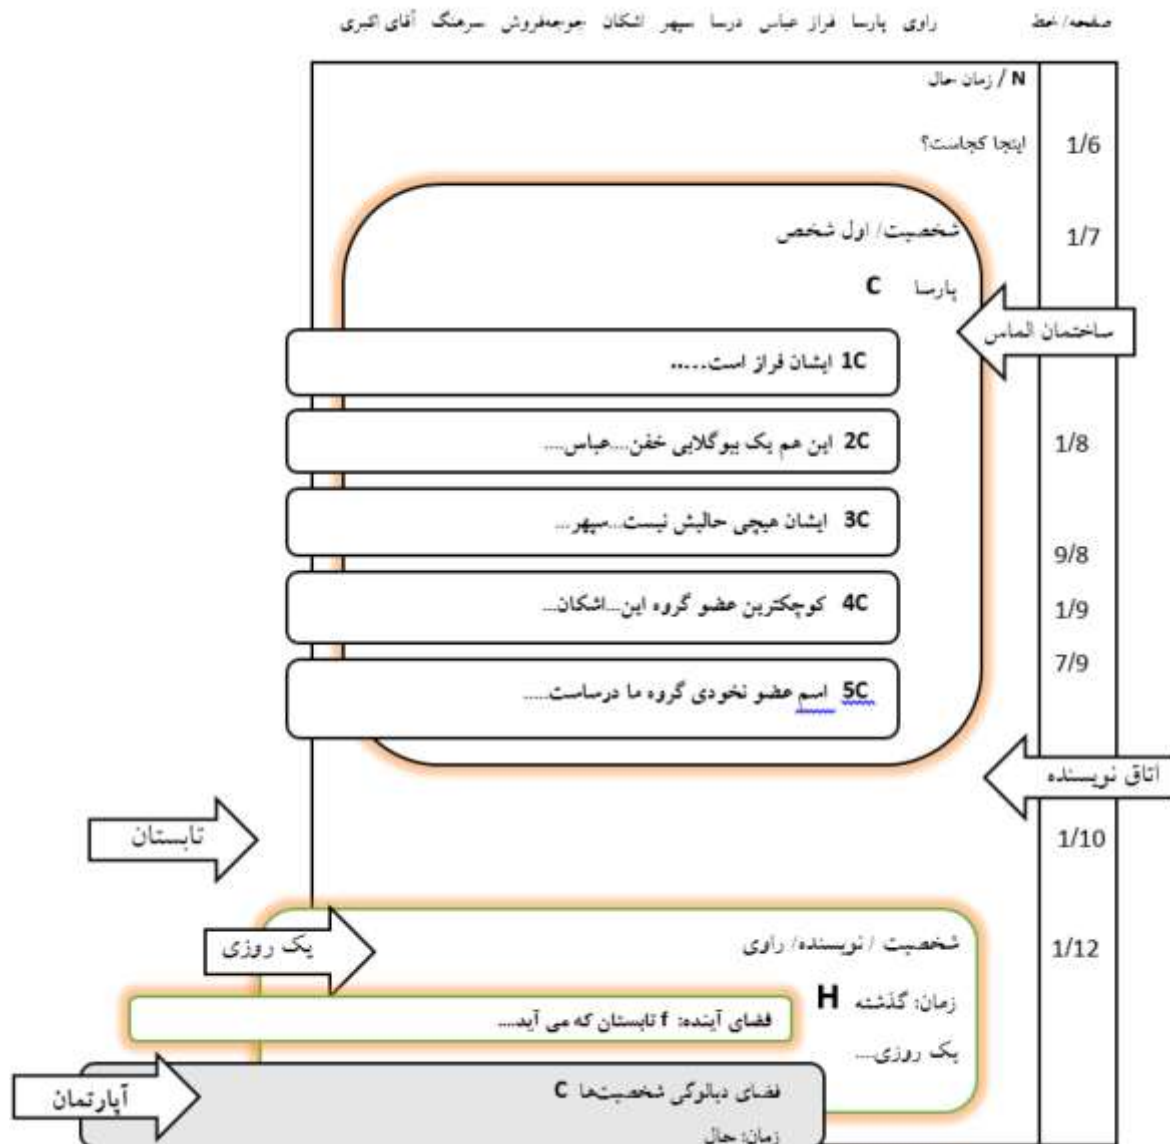 صفحه/ خط راوی پارسا فراز عباس درسا سپهر اشکان جوجه‌فروش سرهنگ آقای اکبری
N / زمان حال
1/6 اینجا کجاست؟
1/7 شخصیت/ اول شخص
پارسا C
ساختمان الماس
1C ایشان فراز است.....
1/8 2C این هم یک بیوگلابی خفن....عباس....
3C ایشان هیچی حالیش نیست...سپهر...
9/8
1/9 4C کوچکترین عضو گروه این...اشکان...
7/9
5C اسم عضو نخودی گروه ما درساست.....
اتاق نویسنده
1/10 تابستان
1/12 شخصیت / نویسنده/ راوی
یک روزی
زمان: گذشته H
فضای آینده: f تابستان که می آید....
یک روزی....
فضای دیالوگی شخصیت‌ها C
آپارتمان
زمان: حال